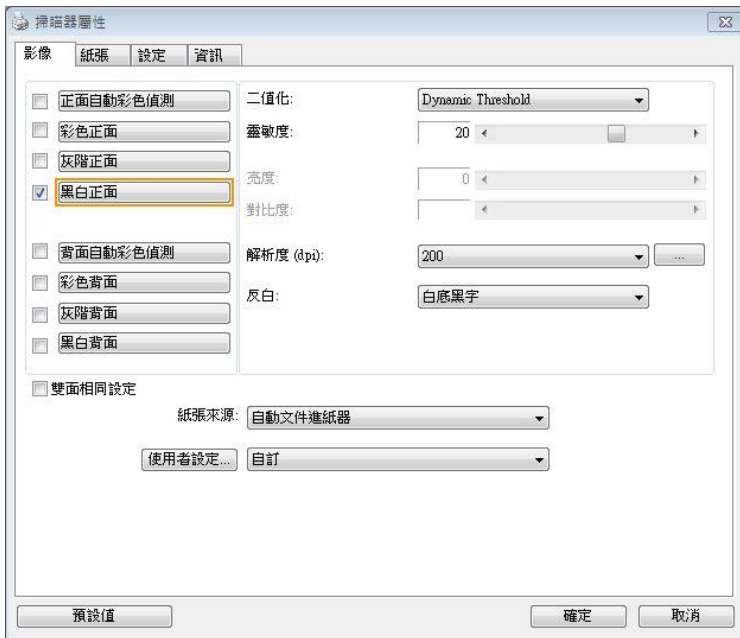 掃瞄器屬性
影像 紙張 設定 資訊
正面自動彩色偵測
彩色正面
灰階正面
黑白正面
背面自動彩色偵測
彩色背面
灰階背面
黑白背面
二值化: Dynamic Threshold
靈敏度: 20
亮度: 0
對比度:
解析度 (dpi): 200 ...
反白: 白底黑字
雙面相同設定
紙張來源: 自動文件進紙器
使用者設定... 自訂
預設值 確定 取消